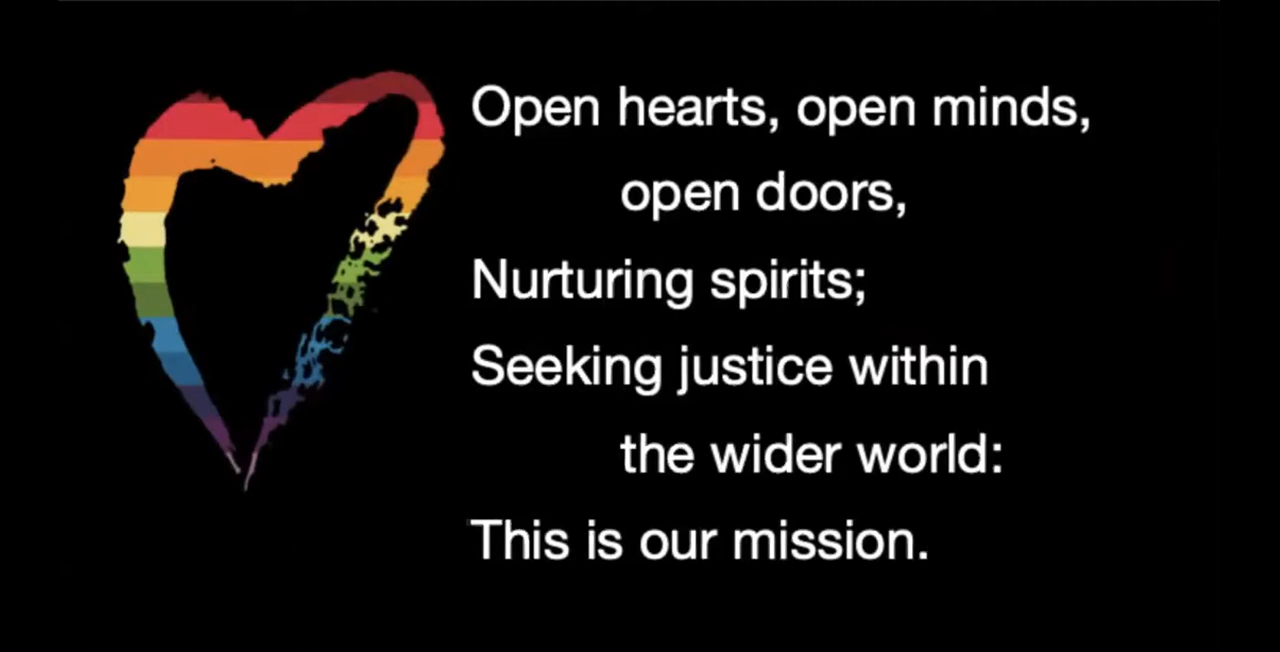 Open hearts, open minds,
open doors,
Nurturing spirits;
Seeking justice within
the wider world:
This is our mission.